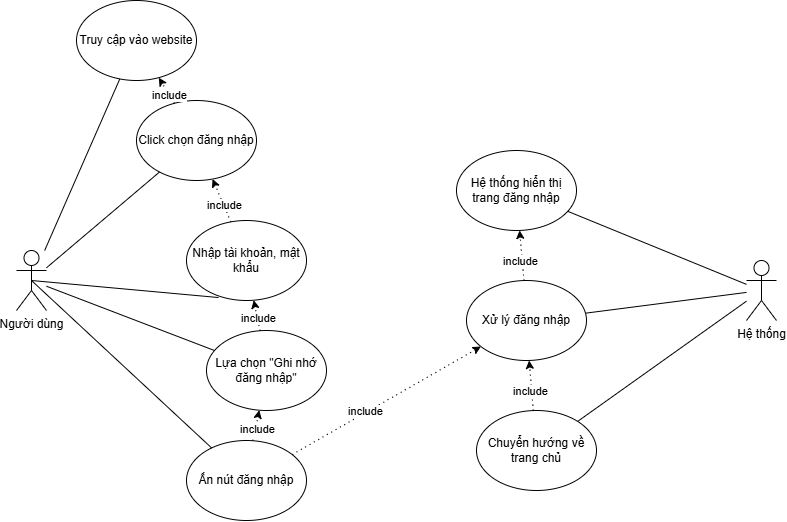 Truy cập vào website
include
Click chọn đăng nhập
include
Nhập tài khoản, mật
khẩu
include
Lựa chọn "Ghi nhớ
đăng nhập"
include
Ấn nút đăng nhập
Người dùng
include
Hệ thống hiển thị
trang đăng nhập
include
Xử lý đăng nhập
include
Chuyển hướng về
trang chủ
Hệ thống